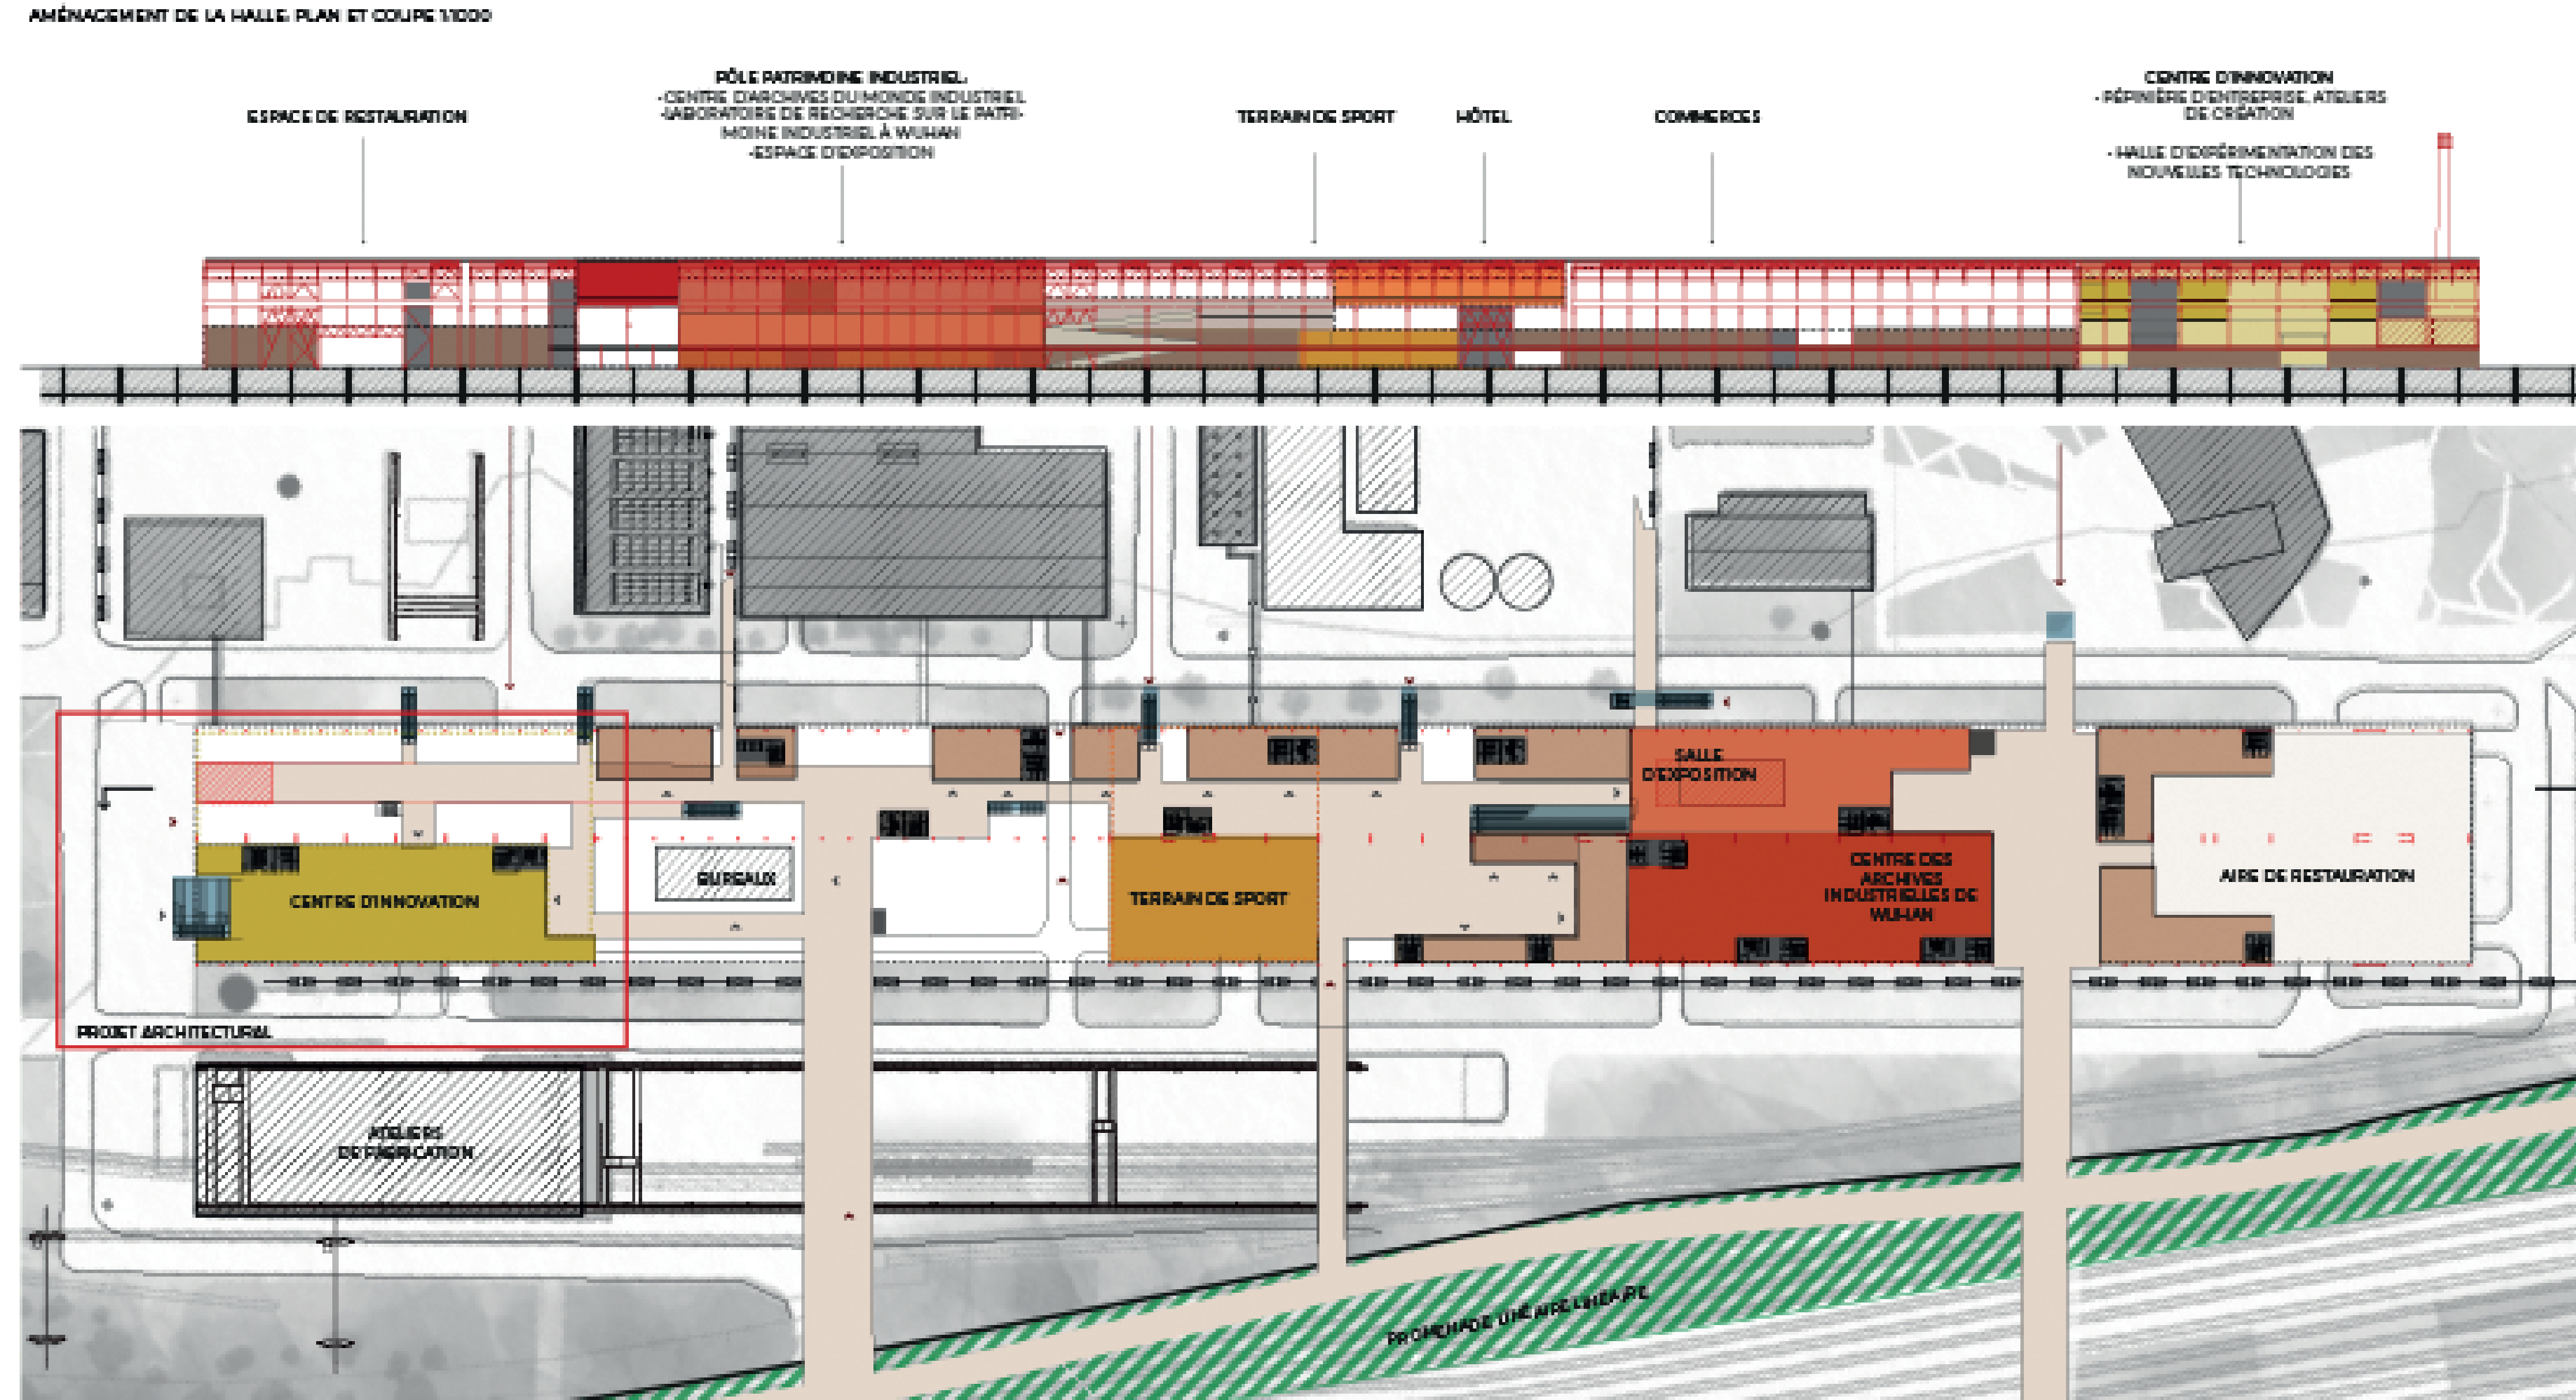 AMÉNAGEMENT DE LA HALLE: PLAN ET COUPE 1:1000
ESPACE DE RESTAURATION
PÔLE PATRIMOINE INDUSTRIEL:
-CENTRE D'ARCHIVES DU MONDE INDUSTRIEL
-LABORATOIRE DE RECHERCHE SUR LE PATRI-
MOINE INDUSTRIEL À WUHAN
-ESPACE D'EXPOSITION
TERRAIN DE SPORT
HÔTEL
COMMERCES
CENTRE D'INNOVATION
- PÉPINIÈRE D'ENTREPRISE, ATELIERS
DE CRÉATION
- HALLE D'EXPÉRIMENTATION DES
NOUVELLES TECHNOLOGIES
SALLE
D'EXPOSITION
CENTRE DES
ARCHIVES
INDUSTRIELLES DE
WUHAN
AIRE DE RESTAURATION
BUREAUX
TERRAIN DE SPORT
CENTRE D'INNOVATION
PROJET ARCHITECTURAL
ATELIERS
DE FABRICATION
PROMENADE LINÉAIRE LINÉAIRE